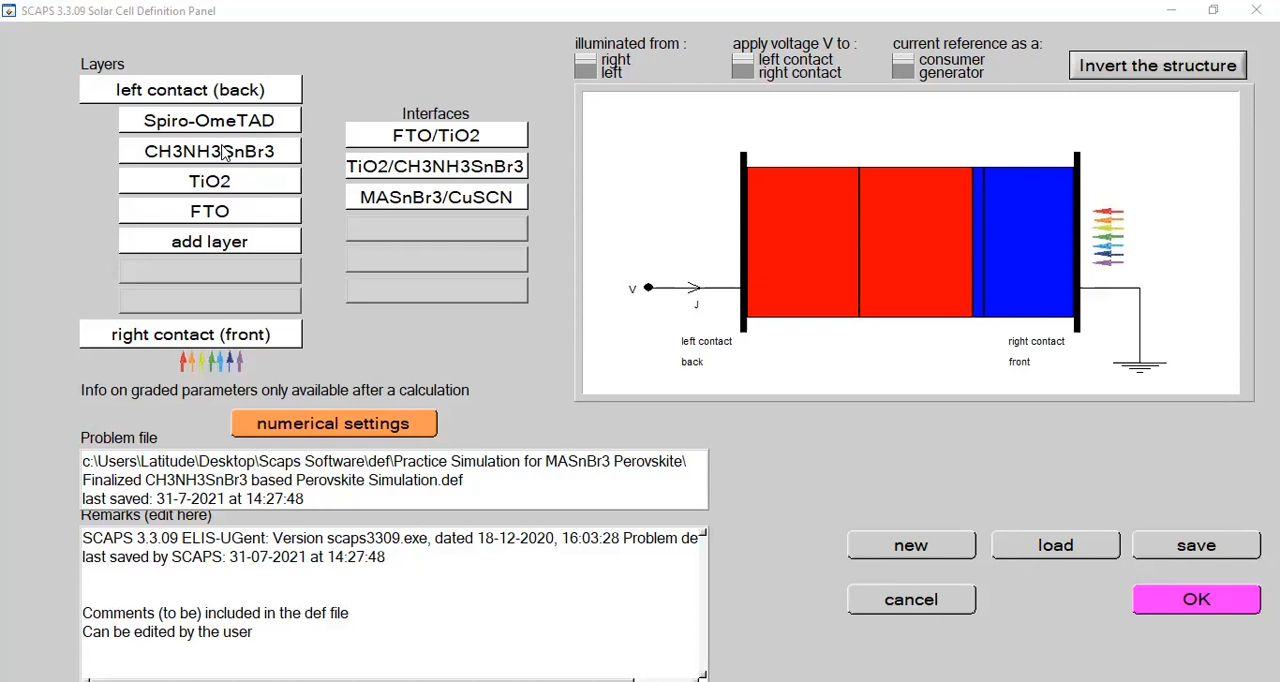 SCAPS 3.3.09 Solar Cell Definition Panel
Layers
left contact (back)
Spiro-OmeTAD
CH3NH3SnBr3
TiO2
FTO
add layer
right contact (front)
Interfaces
FTO/TiO2
TiO2/CH3NH3SnBr3
MASnBr3/CuSCN
illuminated from :
right
left
apply voltage V to :
left contact
right contact
current reference as a:
consumer
generator
Invert the structure
V
J
left contact
back
right contact
front
Info on graded parameters only available after a calculation
numerical settings
Problem file
c:\Users\Latitude\Desktop\Scaps Software\def\Practice Simulation for MASnBr3 Perovskite\
Finalized CH3NH3SnBr3 based Perovskite Simulation.def
last saved: 31-7-2021 at 14:27:48
Remarks (edit here)
SCAPS 3.3.09 ELIS-UGent: Version scaps3309.exe, dated 18-12-2020, 16:03:28 Problem de
last saved by SCAPS: 31-07-2021 at 14:27:48
Comments (to be) included in the def file
Can be edited by the user
new
load
save
cancel
OK